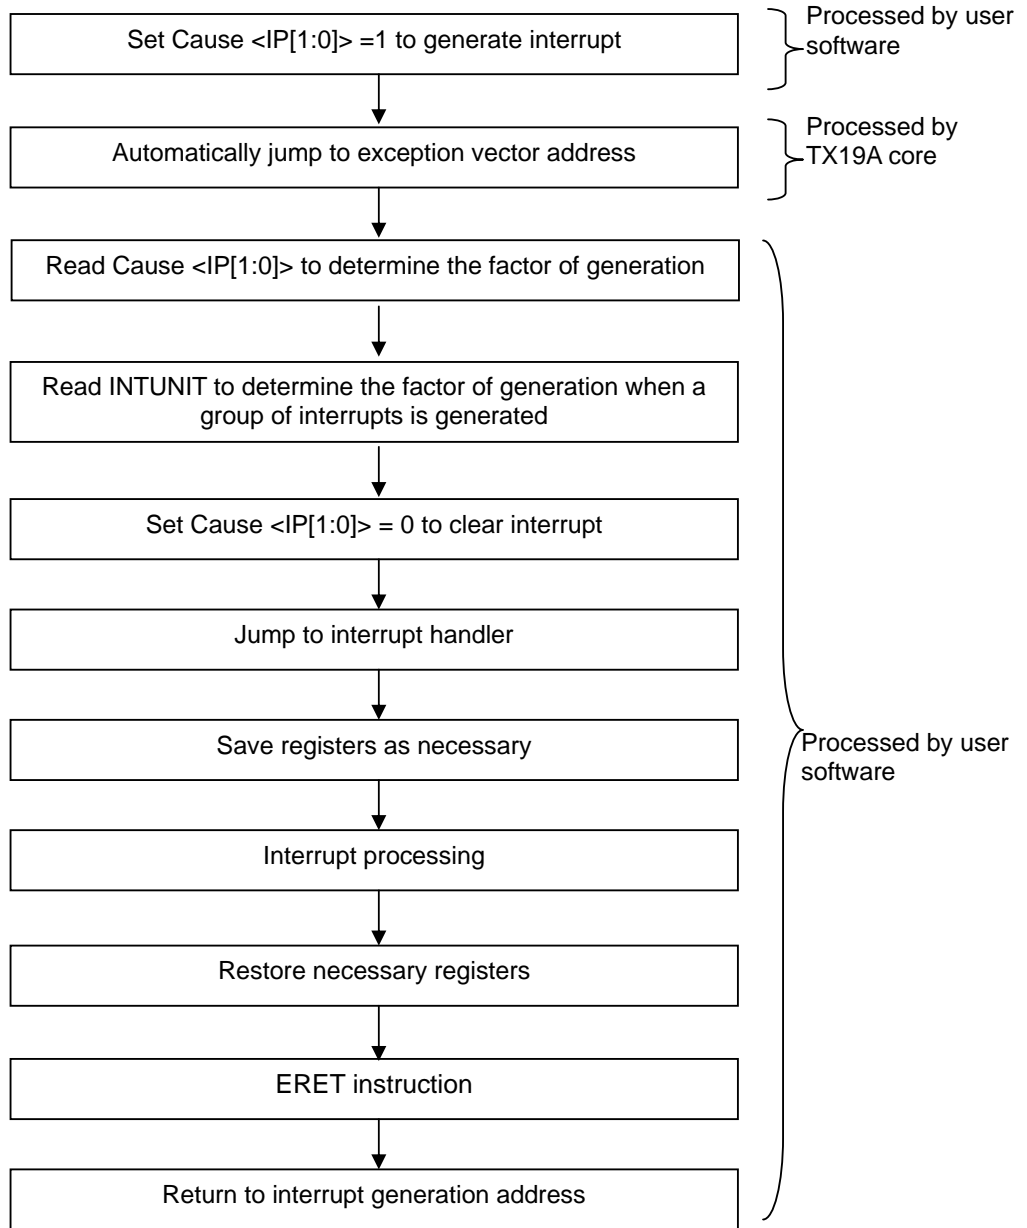 Set Cause <IP[1:0]> =1 to generate interrupt
Processed by user
software
Automatically jump to exception vector address
Processed by
TX19A core
Read Cause <IP[1:0]> to determine the factor of generation
Read INTUNIT to determine the factor of generation when a
group of interrupts is generated
Set Cause <IP[1:0]> = 0 to clear interrupt
Jump to interrupt handler
Save registers as necessary
Processed by user
software
Interrupt processing
Restore necessary registers
ERET instruction
Return to interrupt generation address